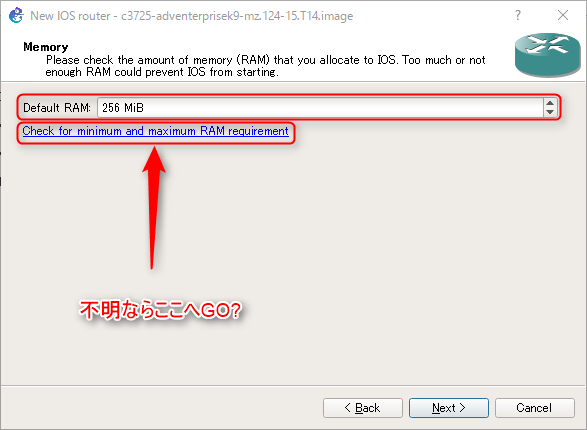 New IOS router - c3725-adventerprisek9-mz.124-15.T14.image
Memory
Please check the amount of memory (RAM) that you allocate to IOS. Too much or not
enough RAM could prevent IOS from starting.
Default RAM: 256 MiB
Check for minimum and maximum RAM requirement
不明ならここへGO?
< Back Next > Cancel